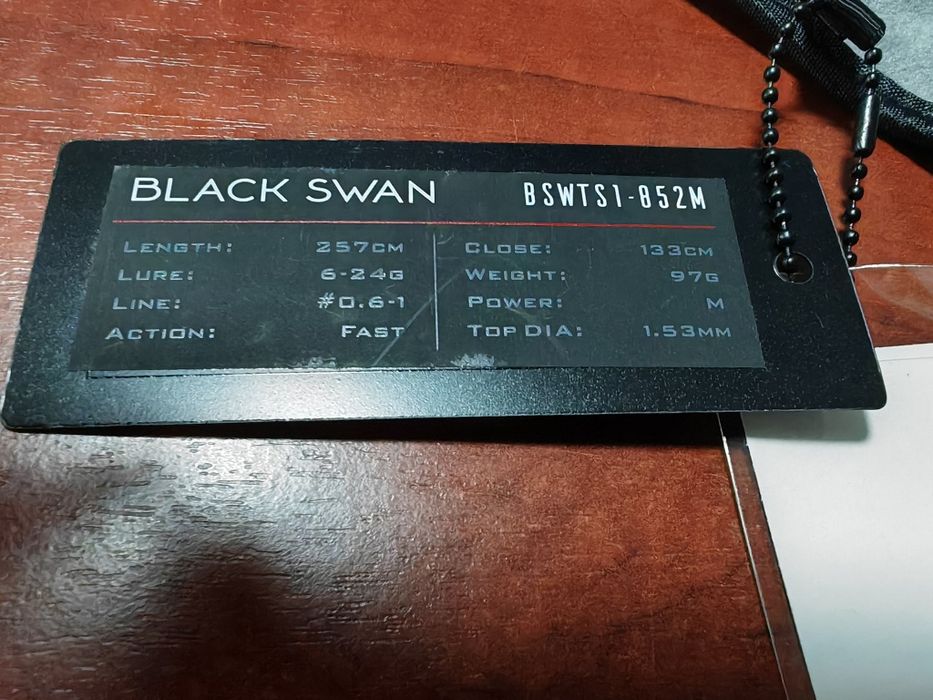 BLACK SWAN BSWTS1-852M
LENGTH: 257CM CLOSE: 133CM
LURE: 6-24G WEIGHT: 97G
LINE: #0.6-1 POWER: M
ACTION: FAST TOP DIA: 1.53MM